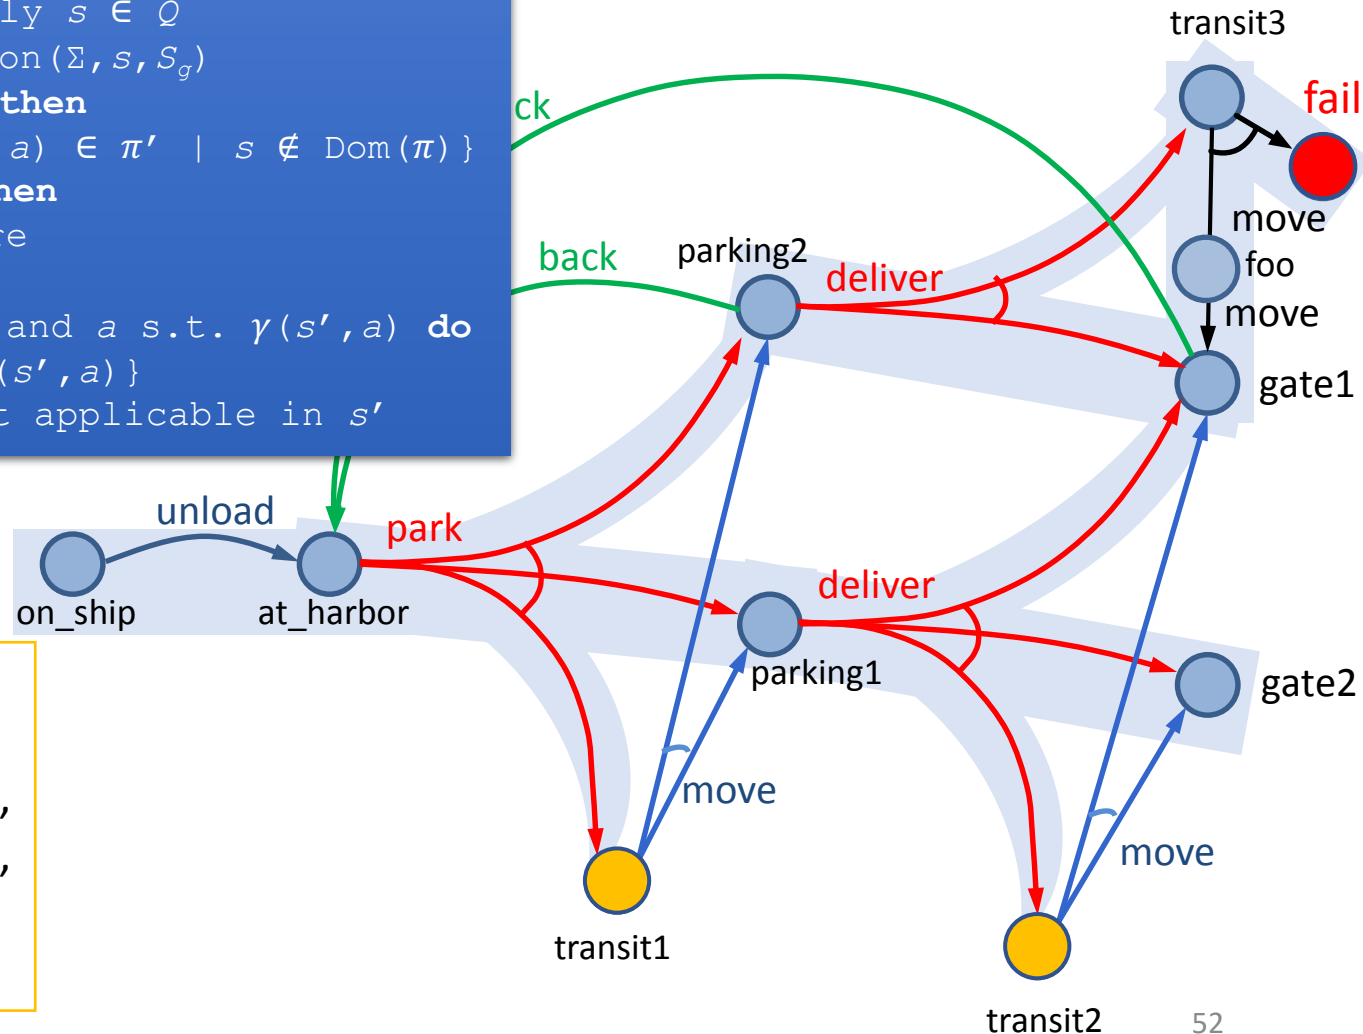 ly s ∈ Q
on(Σ,s,S_g)
then
a) ∈ π′ | s ∉ Dom(π)}
hen
re
and a s.t. γ(s′,a) do
(s′,a)}
t applicable in s′
transit3
fail
ck
move
foo
move
back
parking2
deliver
gate1
unload
park
on_ship
at_harbor
deliver
parking1
gate2
,
,
move
move
transit1
transit2
52